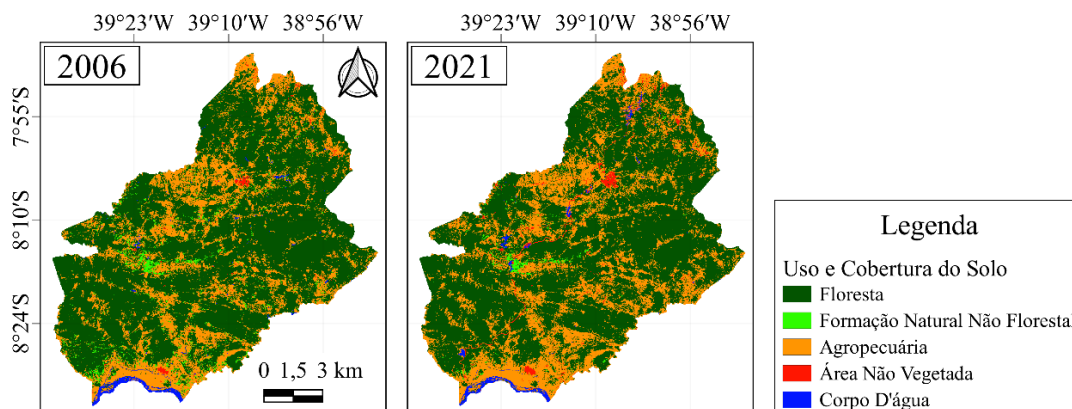 39°23′W 39°10′W 38°56′W
39°23′W 39°10′W 38°56′W
2006
2021
7°55′S
8°10′S
8°24′S
0 1,5 3 km
Legenda
Uso e Cobertura do Solo
Floresta
Formação Natural Não Florestal
Agropecuária
Área Não Vegetada
Corpo D'água